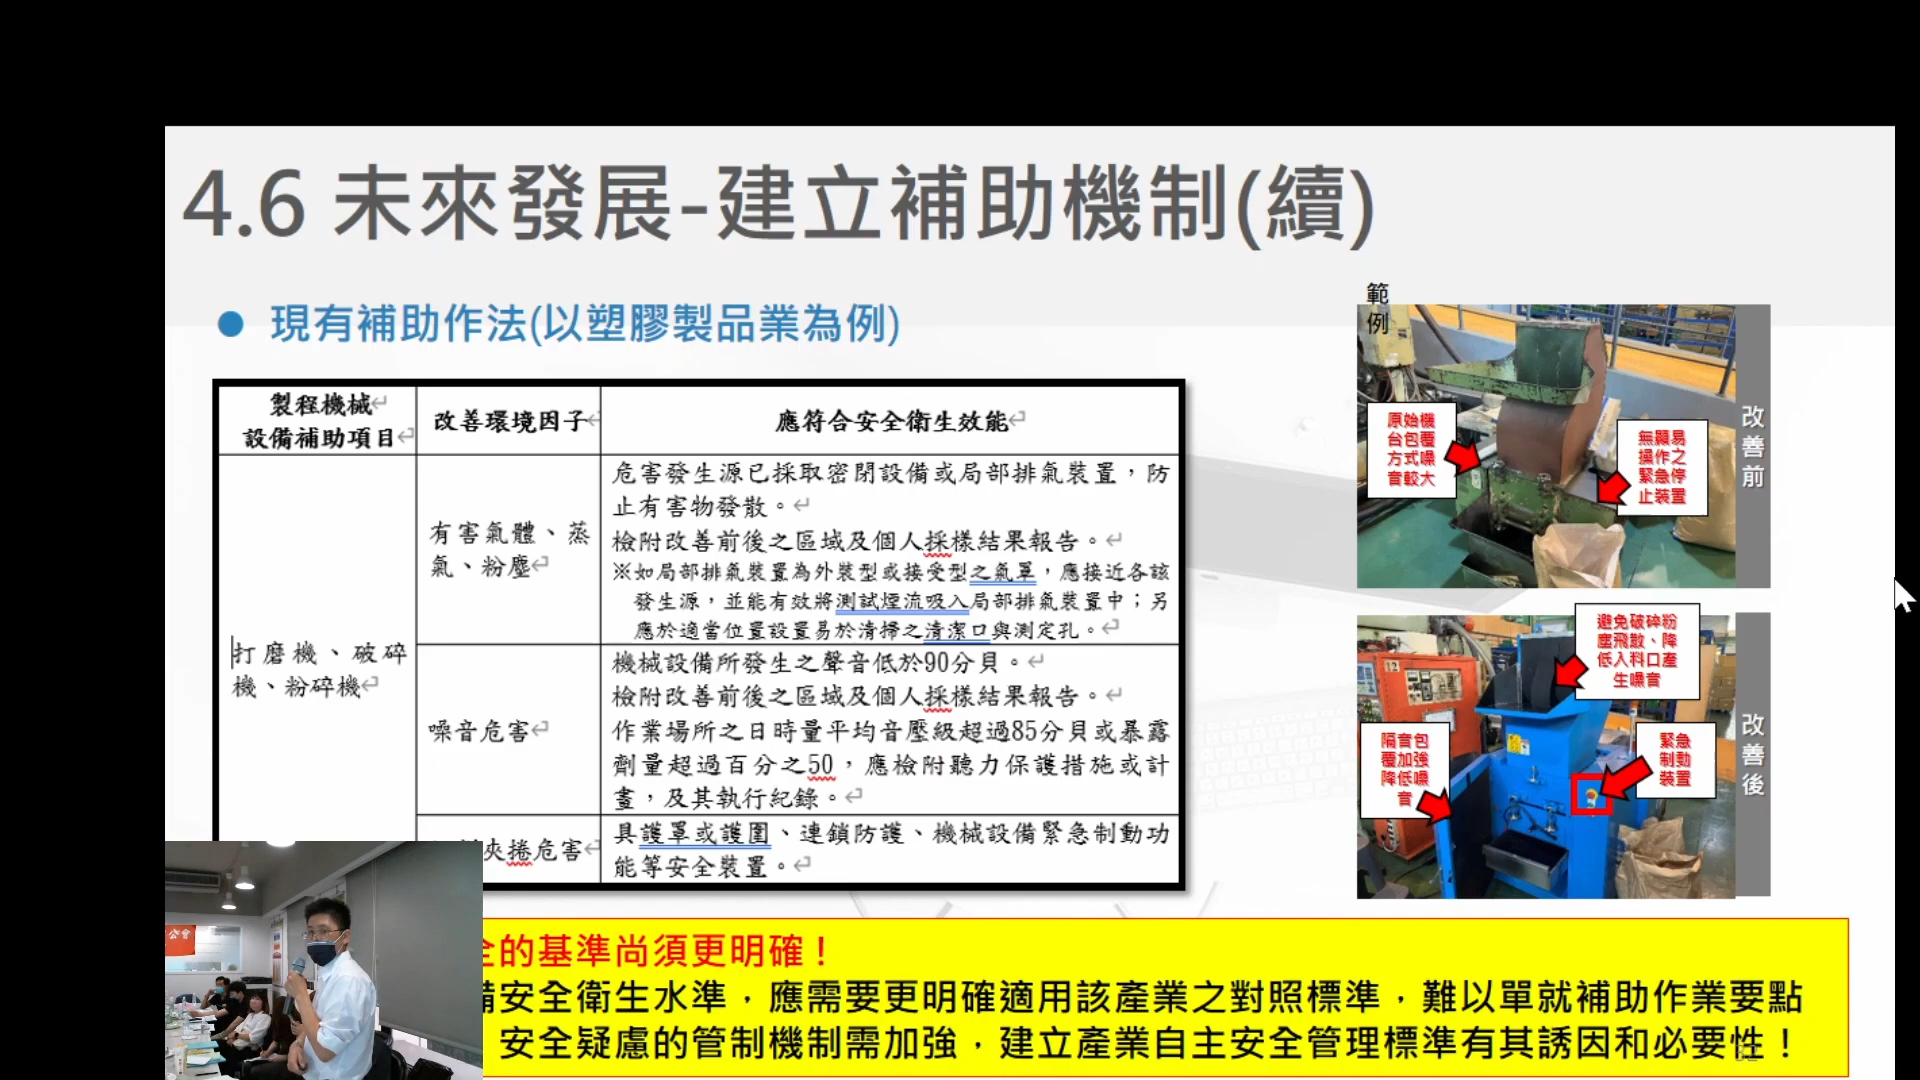 4.6 未來發展-建立補助機制(續)
現有補助作法(以塑膠製品業為例)
製程機械
設備補助項目
改善環境因子
應符合安全衛生效能
打磨機、破碎
機、粉碎機
有害氣體、蒸
氣、粉塵
危害發生源已採取密閉設備或局部排氣裝置，防
止有害物發散。
檢附改善前後之區域及個人採樣結果報告。
※如局部排氣裝置為外裝型或接受型之氣罩，應接近各該
發生源，並能有效將測試煙流吸入局部排氣裝置中；另
應於適當位置設置易於清掃之清潔口與測定孔。
噪音危害
機械設備所發生之聲音低於90分貝。
檢附改善前後之區域及個人採樣結果報告。
作業場所之日時量平均音壓級超過85分貝或暴露
劑量超過百分之50，應檢附聽力保護措施或計
畫，及其執行紀錄。
夾捲危害
具護罩或護圍、連鎖防護、機械設備緊急制動功
能等安全裝置。
範
例
原始機
台包覆
方式噪
音較大
無顯易
操作之
緊急停
止裝置
改
善
前
避免破碎粉
塵飛散、降
低入料口產
生噪音
隔音包
覆加強
降低噪
音
緊急
制動
裝置
12
改
善
後
全的基準尚須更明確！
備安全衛生水準，應需要更明確適用該產業之對照標準，難以單就補助作業要點
安全疑慮的管制機制需加強，建立產業自主安全管理標準有其誘因和必要性！
32
公會